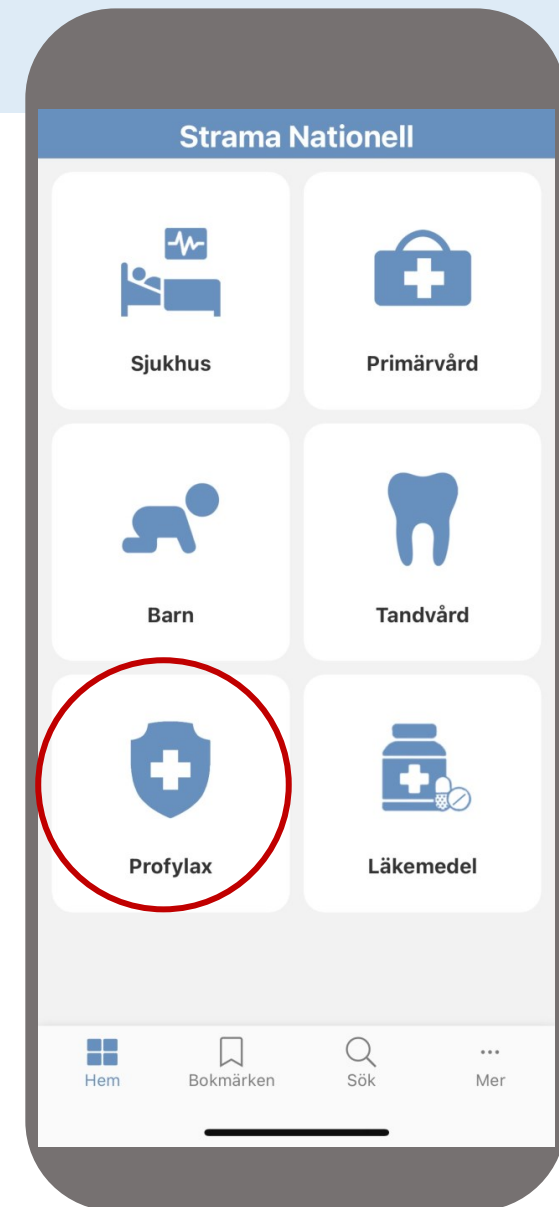 Strama Nationell
Sjukhus Primärvård
Barn Tandvård
Profylax Läkemedel
Hem Bokmärken Sök Mer